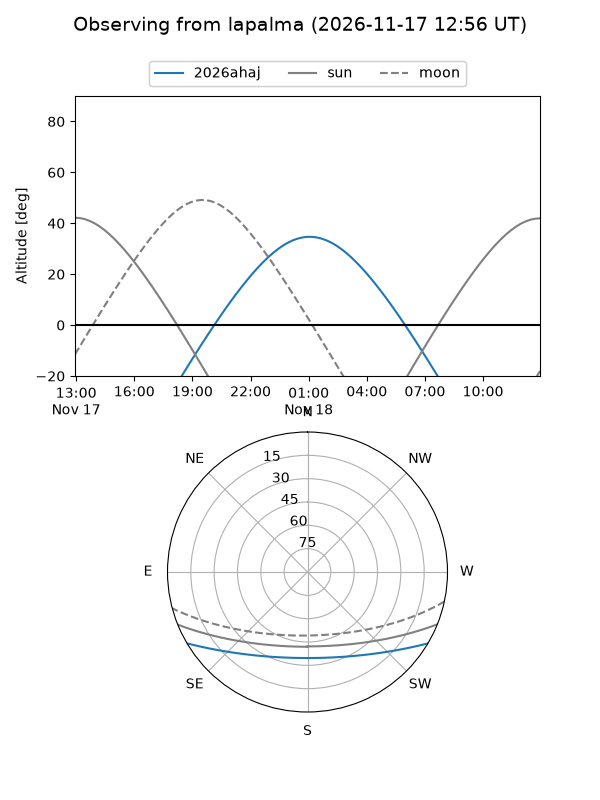 Observing from lapalma (2026-11-17 12:56 UT)
2026ahaj sun moon
Altitude [deg]
80
60
40
20
0
−20
13:00 16:00 19:00 22:00 01:00 04:00 07:00 10:00
Nov 17 Nov 18
N
NE NW
15
30
45
60
75
E W
SE SW
S